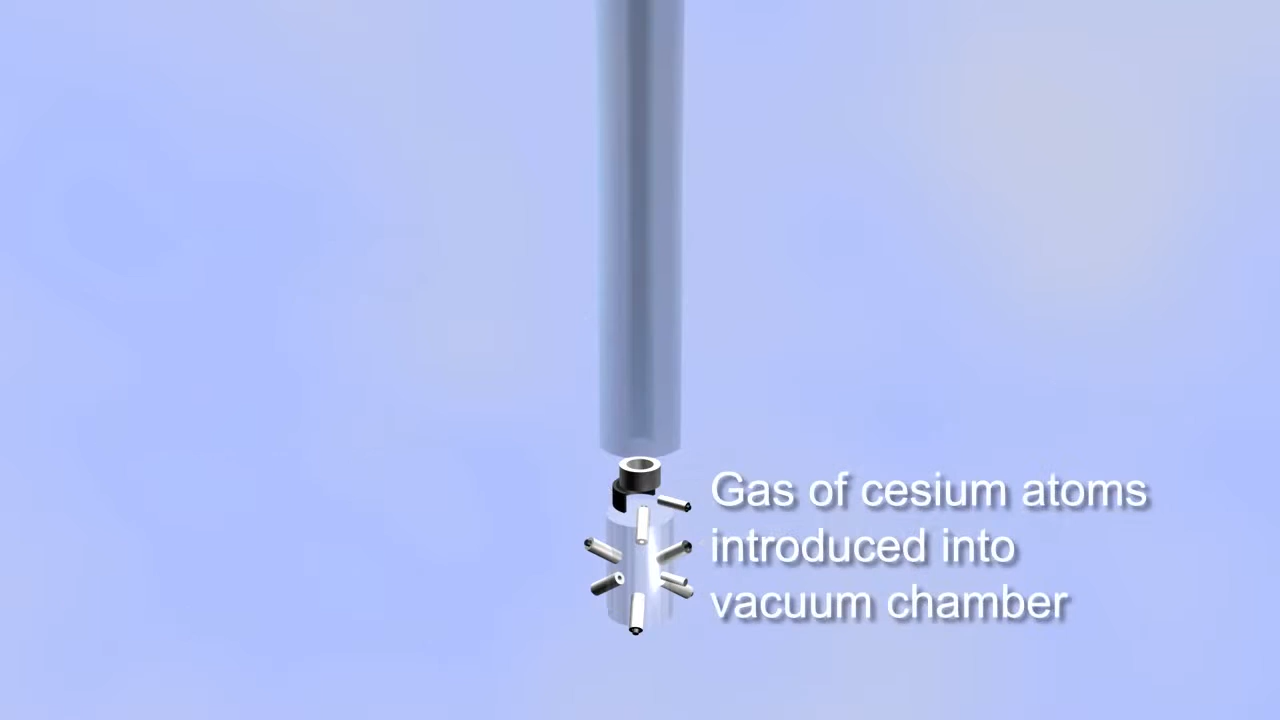 Gas of cesium atoms
introduced into
vacuum chamber